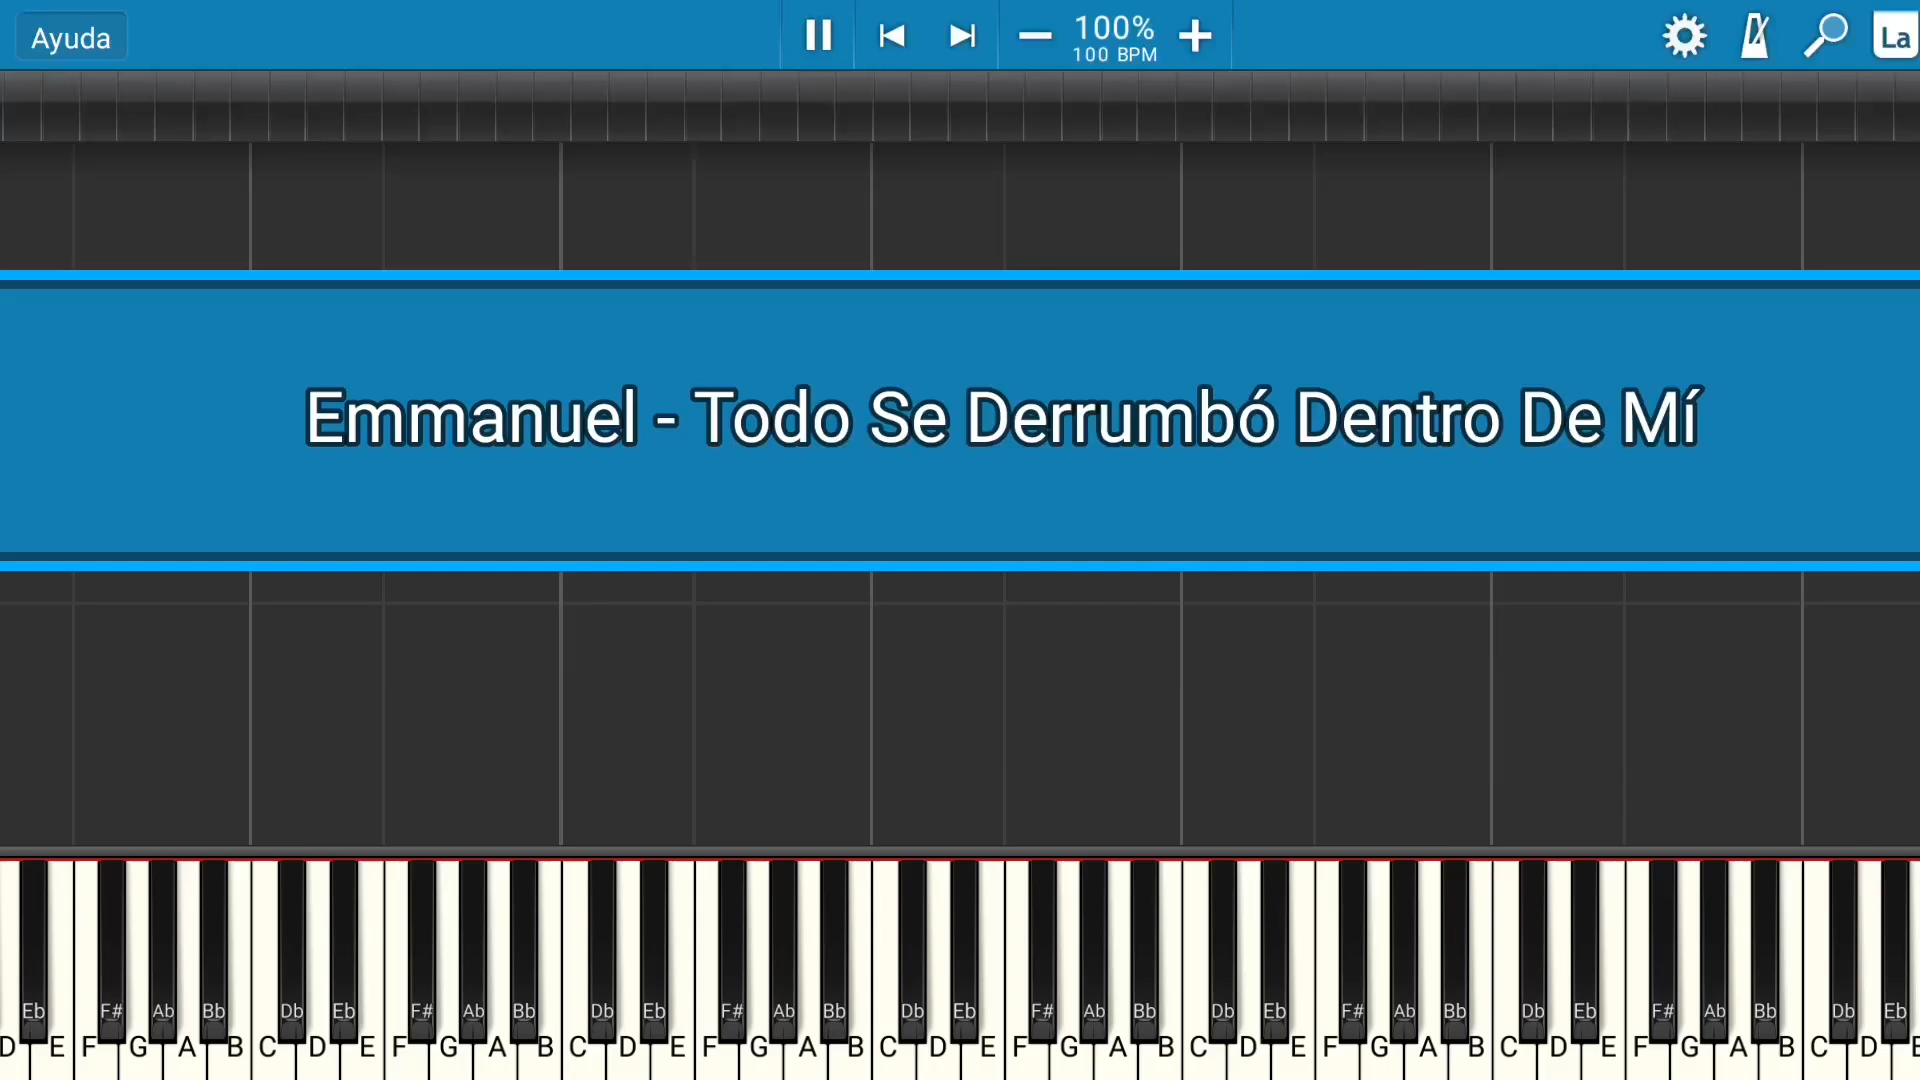 Ayuda
100%
100 BPM
La
Emmanuel - Todo Se Derrumbó Dentro De Mí
Eb F# Ab Bb Db Eb F# Ab Bb Db Eb F# Ab Bb Db Eb F# Ab Bb Db Eb F# Ab Bb Db Eb F# Ab Bb Db Eb
D E F G A B C D E F G A B C D E F G A B C D E F G A B C D E F G A B C D E F G A B C D E